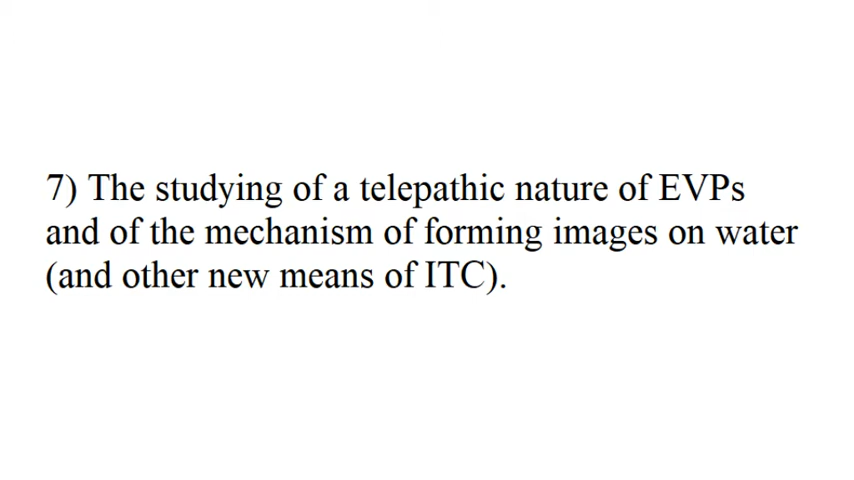 7) The studying of a telepathic nature of EVPs
and of the mechanism of forming images on water
(and other new means of ITC).